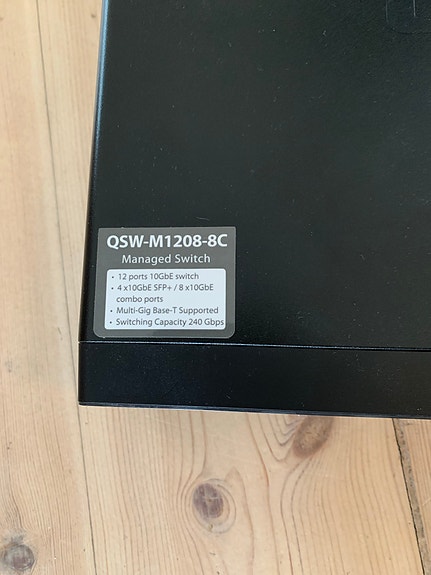 QSW-M1208-8C
Managed Switch
• 12 ports 10GbE switch
• 4 x10GbE SFP+ / 8 x10GbE
combo ports
• Multi-Gig Base-T Supported
• Switching Capacity 240 Gbps